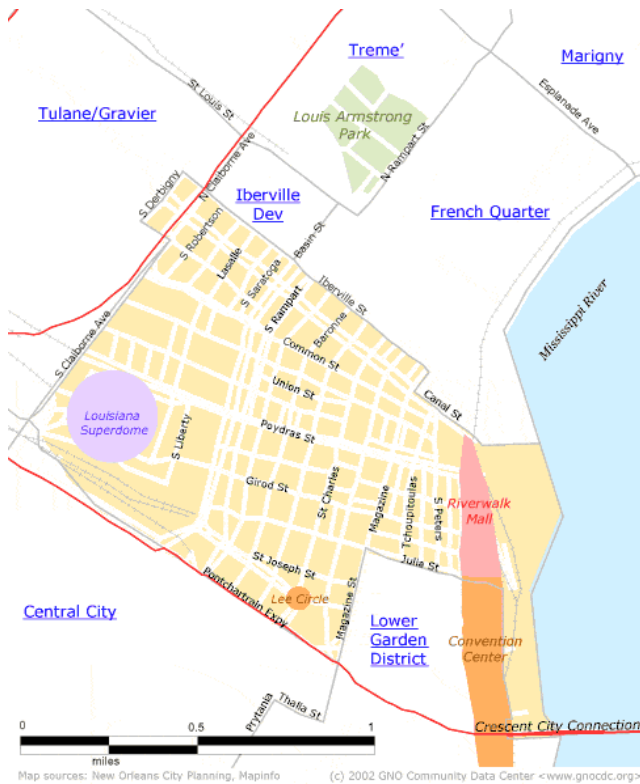 Treme'
Marigny
Tulane/Gravier
St Louis St
Esplanade Ave
Louis Armstrong
Park
N Rampart St
N Claiborne Ave
S Derbigny
Iberville
Dev
French Quarter
S Robertson
Lasalle
Basin St
S Saratoga
Iberville St
S Rampart
Baronne
Mississippi River
S Claiborne Ave
Common St
Union St
Canal St
Louisiana
Superdome
S Liberty
Poydras St
Girod St
St Charles
Magazine
Tchoupitoulas
S Peters
Riverwalk
Mall
St Joseph St
Julia St
Pontchartrain Expy
Lee Circle
Magazine St
Central City
Lower
Garden
District
Convention
Center
Prytania
Thalia St
Crescent City Connection
0 0.5 1
miles
Map sources: New Orleans City Planning, Mapinfo
(c) 2002 GNO Community Data Center <www.gnocdc.org>